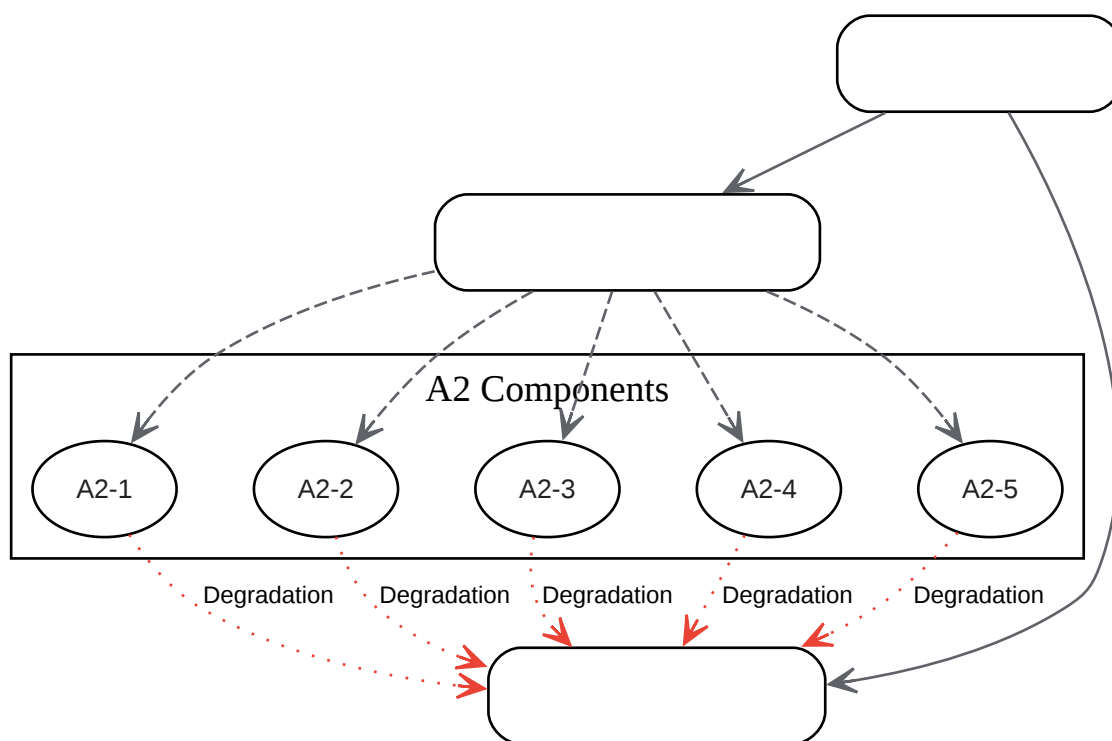 A2 Components
A2-1
A2-2
A2-3
A2-4
A2-5
Degradation
Degradation
Degradation
Degradation
Degradation